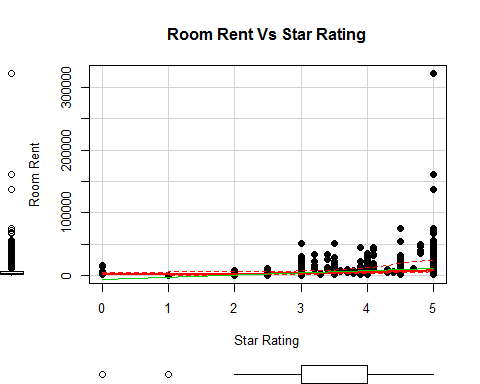 Room Rent Vs Star Rating
Room Rent
300000
200000
100000
0
0 1 2 3 4 5
Star Rating